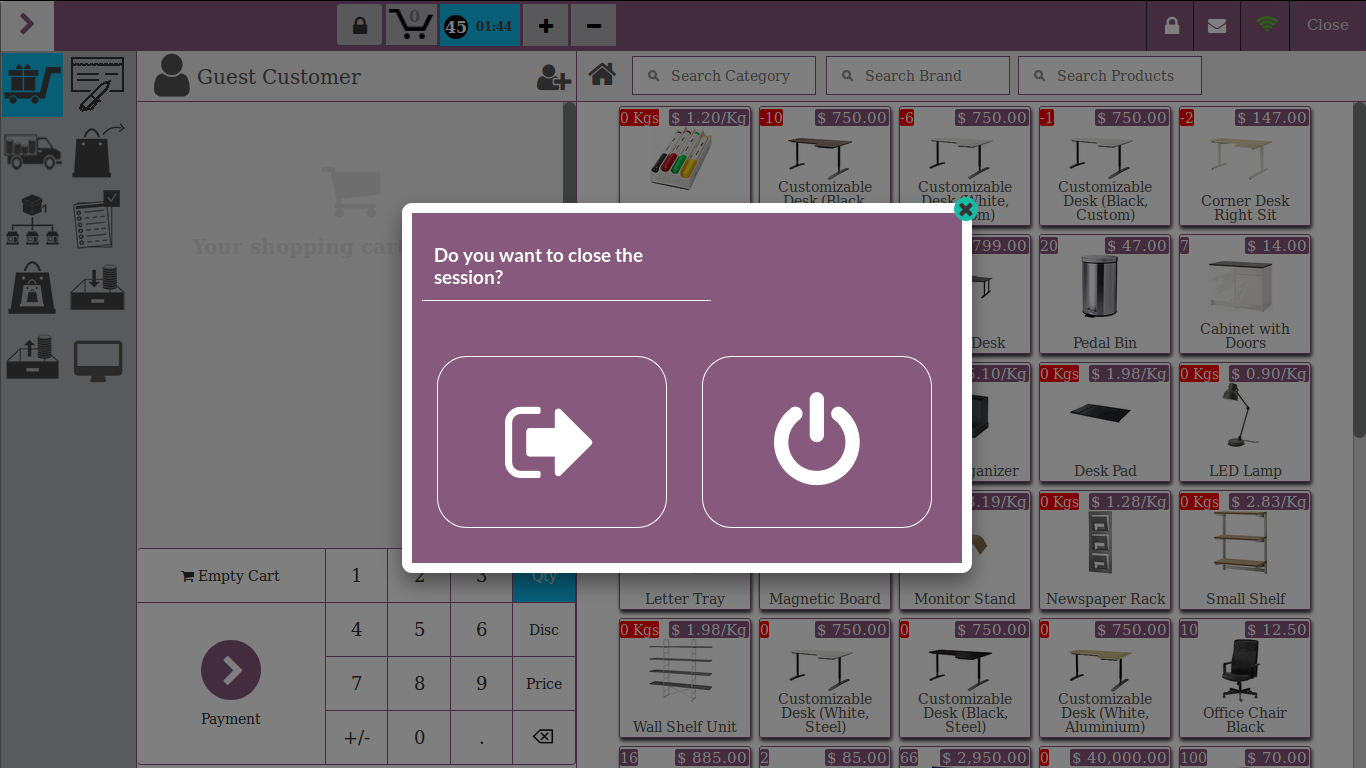 0
45 01:44
Close
Guest Customer
Search Category
Search Brand
Search Products
0 Kgs $ 1.20/Kg
-10 $ 750.00
Customizable
Desk (Black,
-6 $ 750.00
Customizable
Desk (White,
-1 $ 750.00
Customizable
Desk (Black,
Custom)
-2 $ 147.00
Corner Desk
Right Sit
Your shopping cart
Do you want to close the
session?
799.00
Desk
20 $ 47.00
Pedal Bin
7 $ 14.00
Cabinet with
Doors
.10/Kg
ganizer
0 Kgs $ 1.98/Kg
Desk Pad
0 Kgs $ 0.90/Kg
LED Lamp
Letter Tray
Magnetic Board
.19/Kg
Monitor Stand
0 Kgs $ 1.28/Kg
Newspaper Rack
0 Kgs $ 2.83/Kg
Small Shelf
0 Kgs $ 1.98/Kg
Wall Shelf Unit
0 $ 750.00
Customizable
Desk (White,
Steel)
0 $ 750.00
Customizable
Desk (Black,
Steel)
0 $ 750.00
Customizable
Desk (White,
Aluminium)
10 $ 12.50
Office Chair
Black
16 $ 885.00
2 $ 85.00
66 $ 2,950.00
0 $ 40,000.00
100 $ 70.00
Empty Cart
1 2 3 Qty
4 5 6 Disc
7 8 9 Price
+/- 0 .
Payment